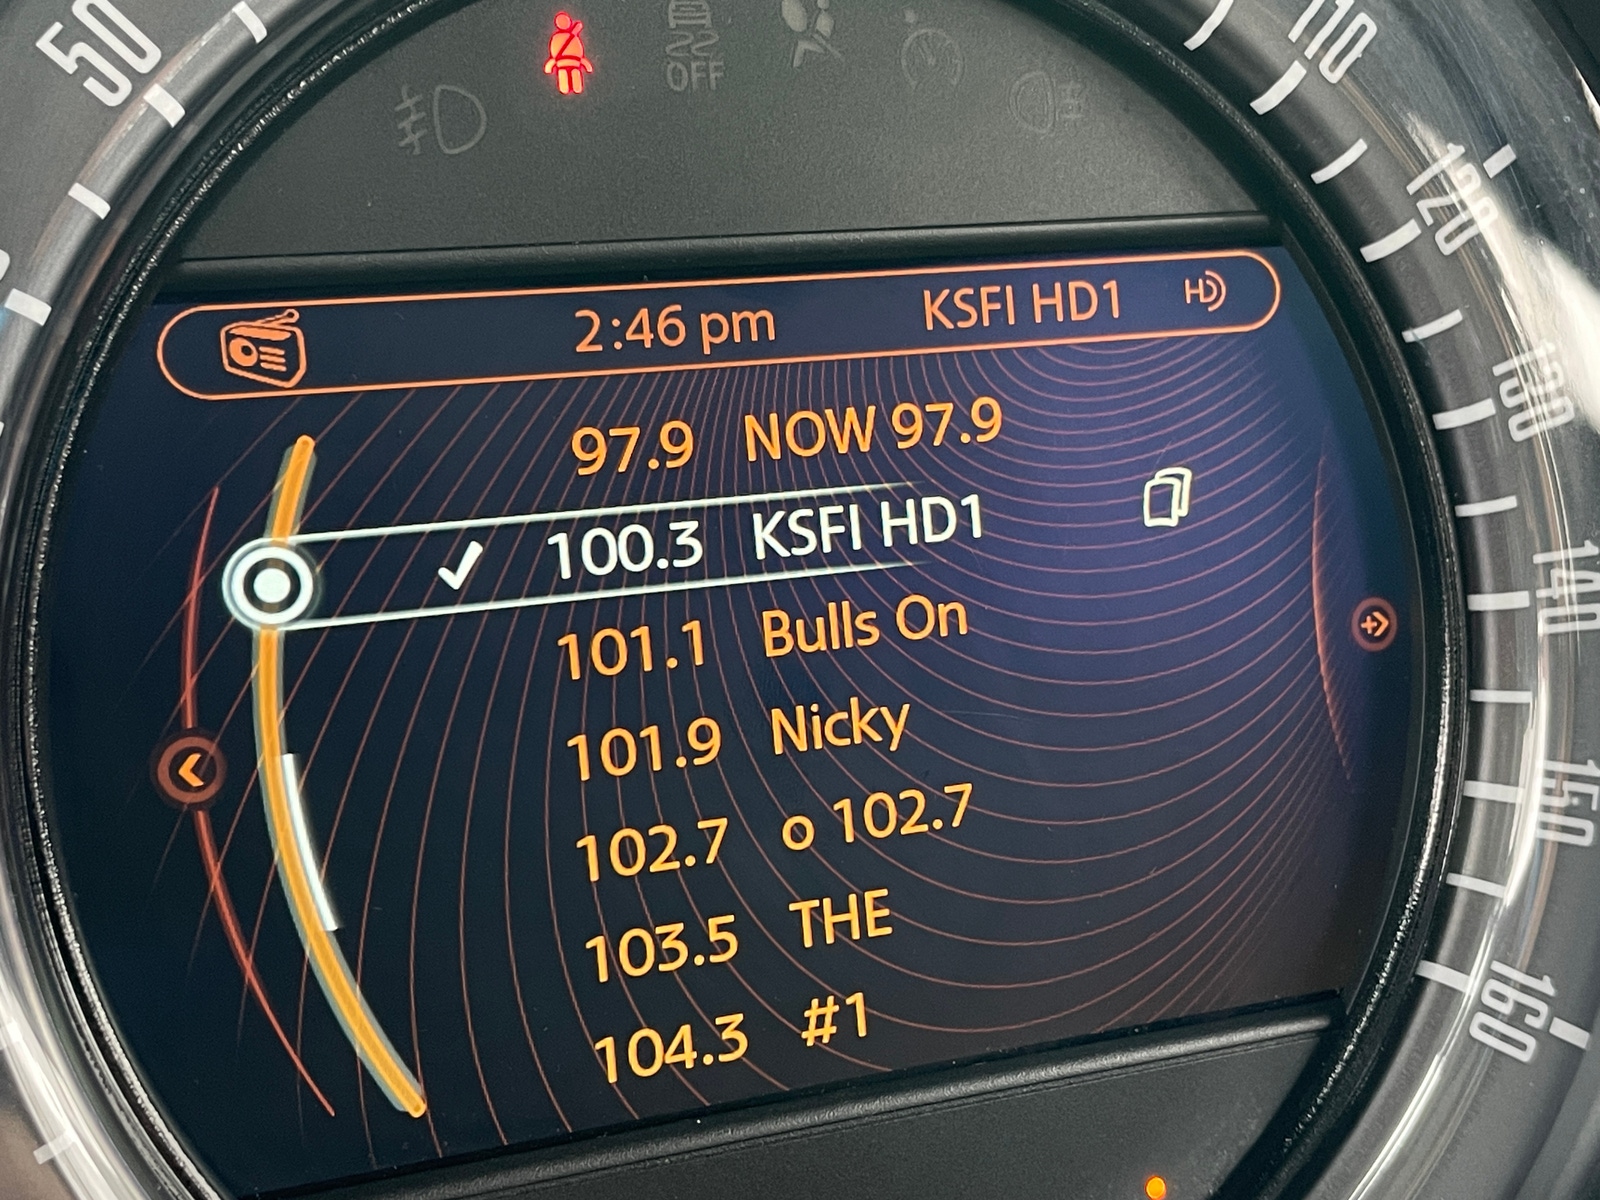 50
OFF
110
120
130
140
150
160
2:46 pm KSFI HD1 HD
97.9 NOW 97.9
100.3 KSFI HD1
101.1 Bulls On
101.9 Nicky
102.7 o 102.7
103.5 THE
104.3 #1